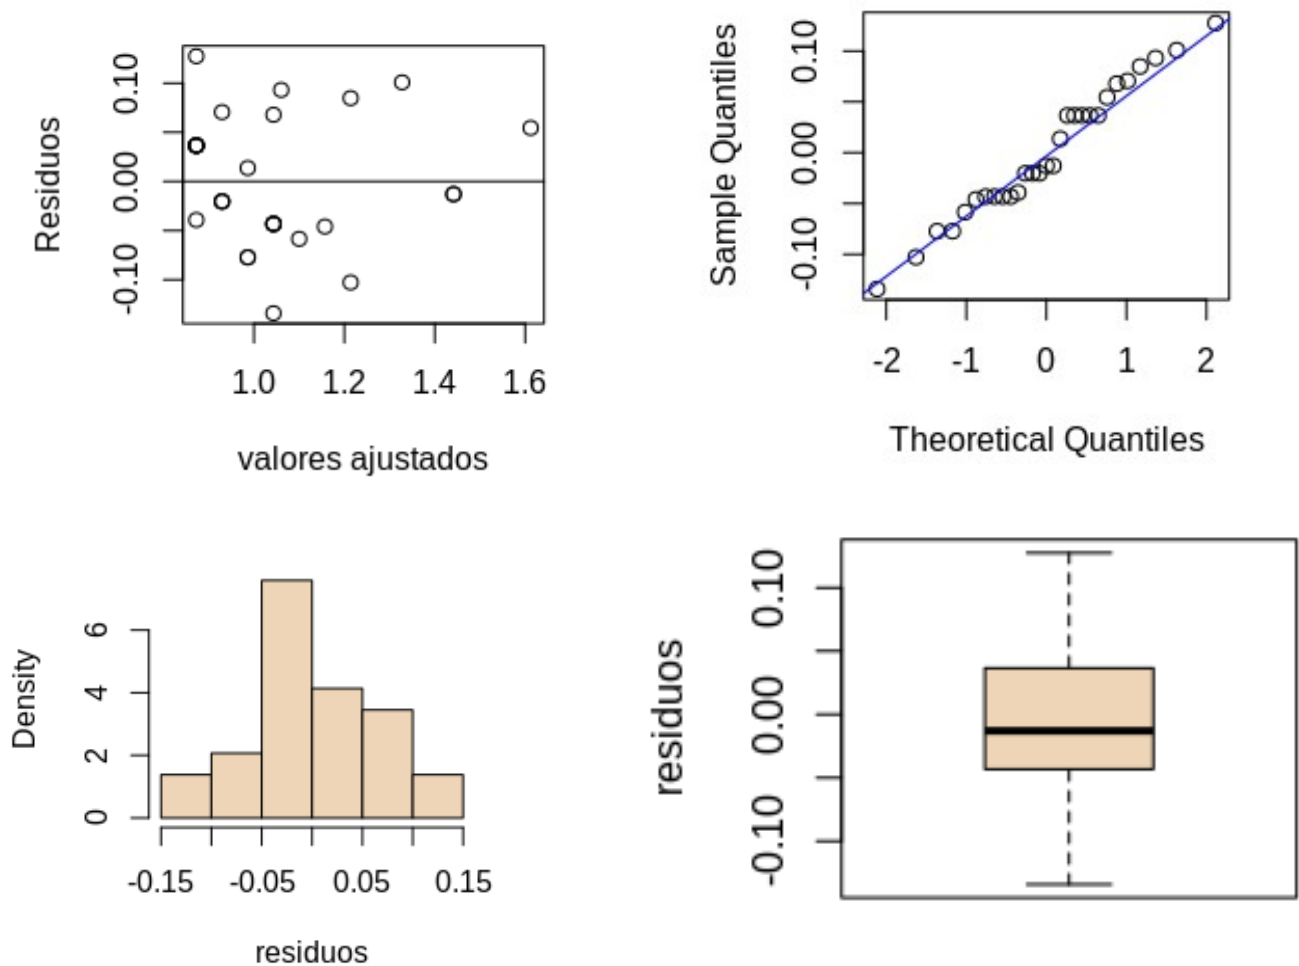 Residuos
0.10
0.00
-0.10
1.0 1.2 1.4 1.6
valores ajustados
Sample Quantiles
0.10
0.00
-0.10
-2 -1 0 1 2
Theoretical Quantiles
Density
6
4
2
0
-0.15 -0.05 0.05 0.15
residuos
residuos
0.10
0.00
-0.10